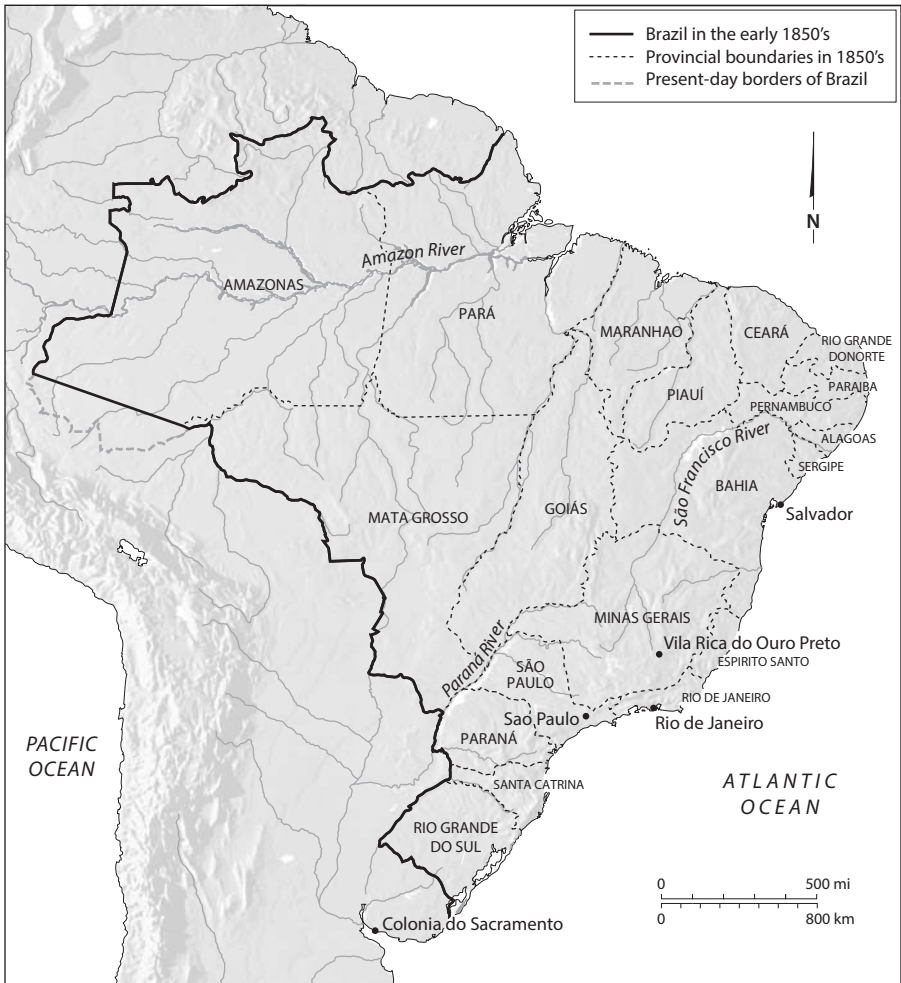 Brazil in the early 1850's
Provincial boundaries in 1850's
Present-day borders of Brazil
N
Amazon River
AMAZONAS
PARÁ
MARANHAO
CEARÁ
RIO GRANDE
DONORTE
PARAIBA
PIAUÍ
PERNAMBUCO
ALAGOAS
SERGIPE
São Francisco River
BAHIA
Salvador
MATA GROSSO
GOIÁS
MINAS GERAIS
Vila Rica do Ouro Preto
ESPIRITO SANTO
Paraná River
SÃO
PAULO
RIO DE JANEIRO
Sao Paulo
Rio de Janeiro
PARANÁ
SANTA CATRINA
PACIFIC
OCEAN
ATLANTIC
OCEAN
RIO GRANDE
DO SUL
0 500 mi
0 800 km
Colonia do Sacramento